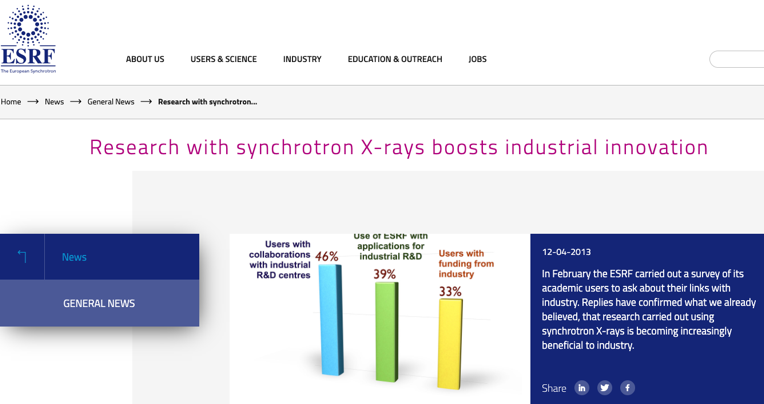 ESRF
The European Synchrotron
ABOUT US
USERS & SCIENCE
INDUSTRY
EDUCATION & OUTREACH
JOBS
Home
News
General News
Research with synchrotron...
Research with synchrotron X-rays boosts industrial innovation
News
GENERAL NEWS
Users with
collaborations
with industrial
R&D centres
46%
Use of ESRF with
applications for
industrial R&D
39%
Users with
funding from
industry
33%
12-04-2013
In February the ESRF carried out a survey of its
academic users to ask about their links with
industry. Replies have confirmed what we already
believed, that research carried out using
synchrotron X-rays is becoming increasingly
beneficial to industry.
Share